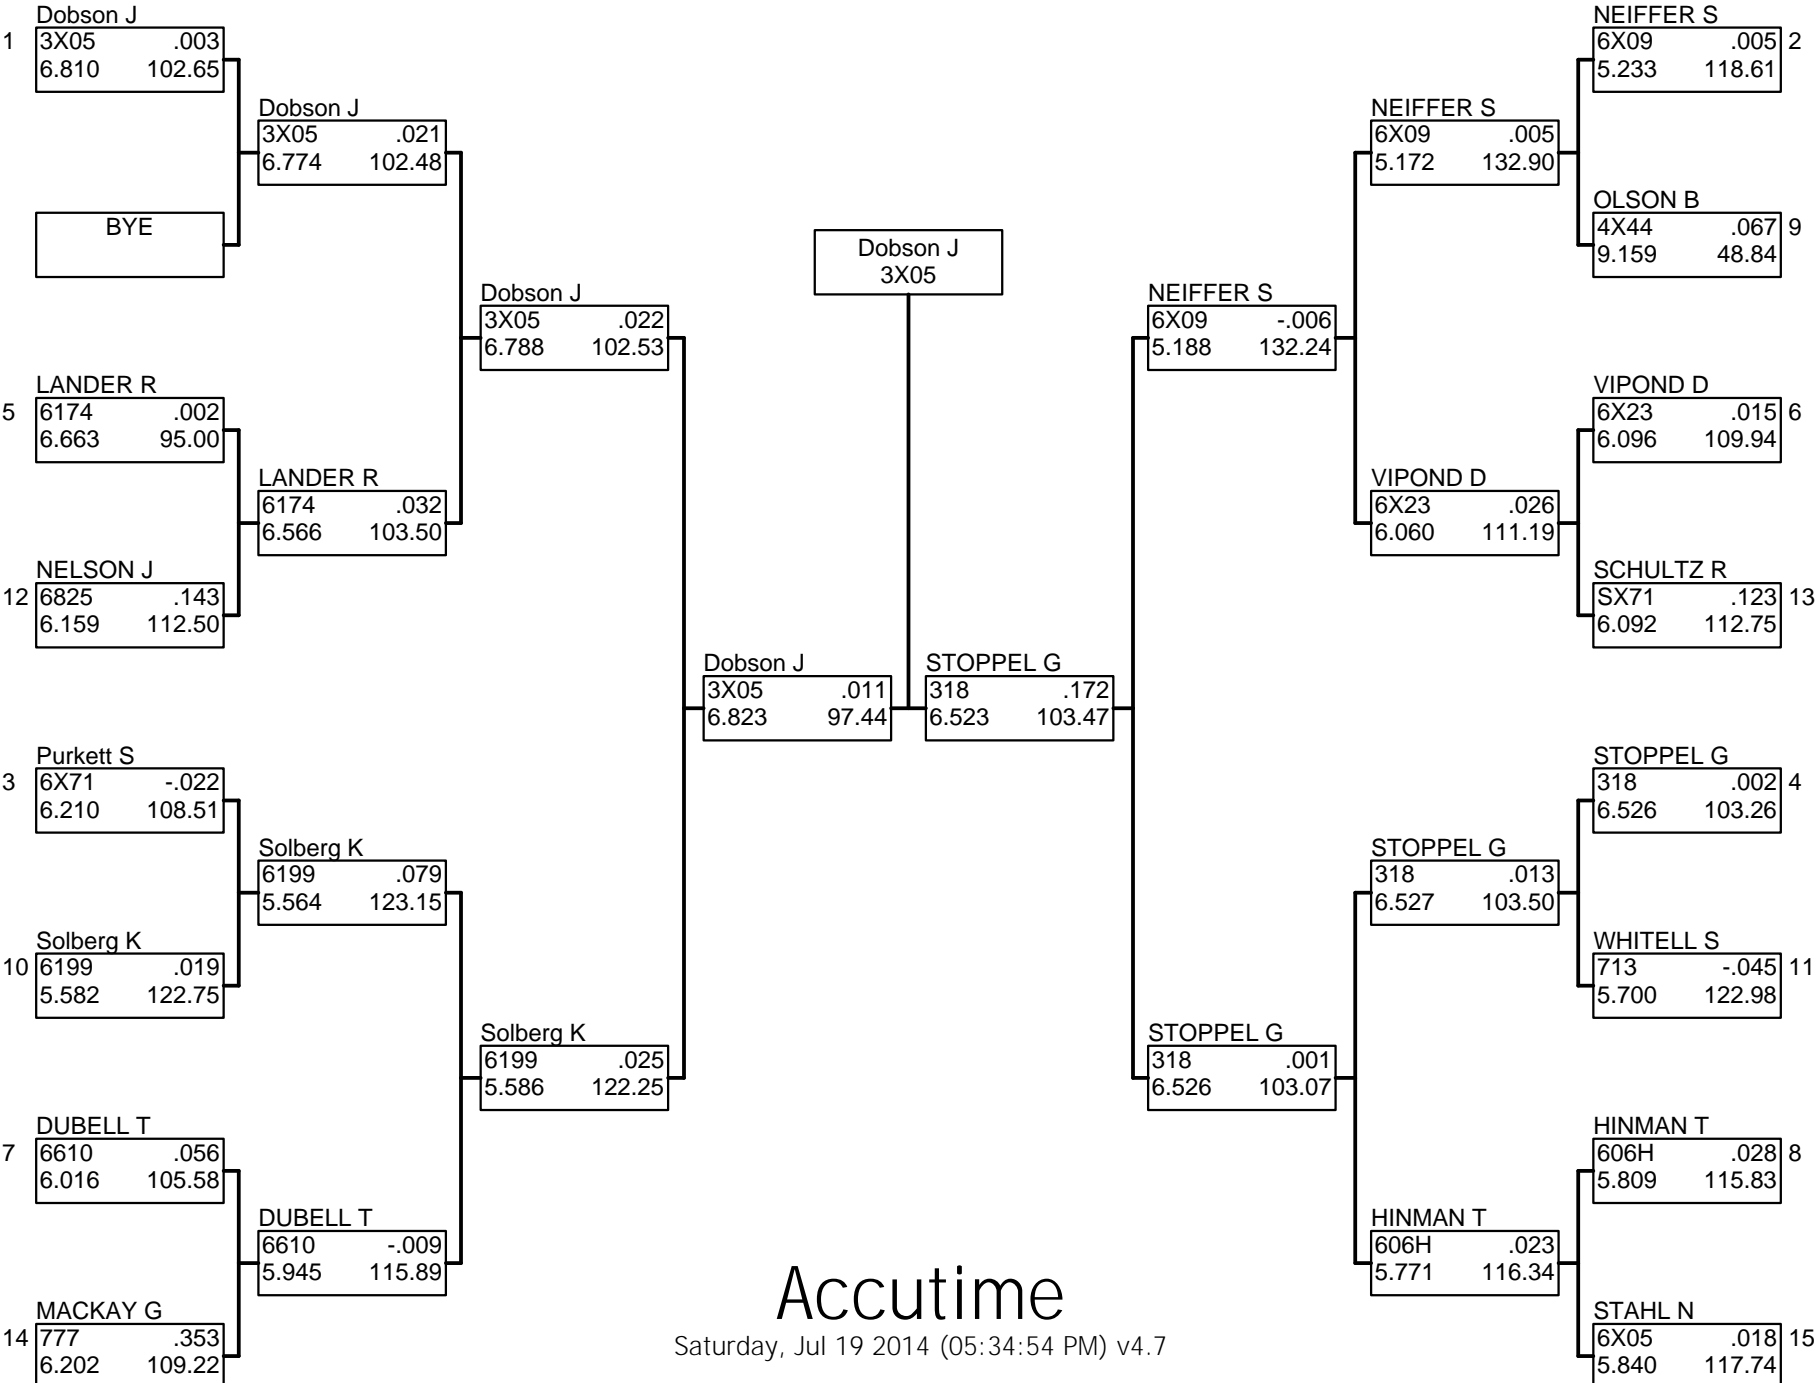 Dobson J
1 3X05 .003
6.810 102.65
BYE
LANDER R
5 6174 .002
6.663 95.00
NELSON J
12 6825 .143
6.159 112.50
Purkett S
3 6X71 -.022
6.210 108.51
Solberg K
10 6199 .019
5.582 122.75
DUBELL T
7 6610 .056
6.016 105.58
MACKAY G
14 777 .353
6.202 109.22
Dobson J
3X05 .021
6.774 102.48
LANDER R
6174 .032
6.566 103.50
Solberg K
6199 .079
5.564 123.15
DUBELL T
6610 -.009
5.945 115.89
Dobson J
3X05 .022
6.788 102.53
Solberg K
6199 .025
5.586 122.25
Dobson J
3X05 .011
6.823 97.44
Dobson J
3X05
STOPPEL G
318 .172
6.523 103.47
NEIFFER S
6X09 -.006
5.188 132.24
STOPPEL G
318 .001
6.526 103.07
NEIFFER S
6X09 .005
5.172 132.90
VIPOND D
6X23 .026
6.060 111.19
STOPPEL G
318 .013
6.527 103.50
HINMAN T
606H .023
5.771 116.34
NEIFFER S
6X09 .005 2
5.233 118.61
OLSON B
4X44 .067 9
9.159 48.84
VIPOND D
6X23 .015 6
6.096 109.94
SCHULTZ R
SX71 .123 13
6.092 112.75
STOPPEL G
318 .002 4
6.526 103.26
WHITELL S
713 -.045 11
5.700 122.98
HINMAN T
606H .028 8
5.809 115.83
STAHL N
6X05 .018 15
5.840 117.74
Accutime
Saturday, Jul 19 2014 (05:34:54 PM) v4.7